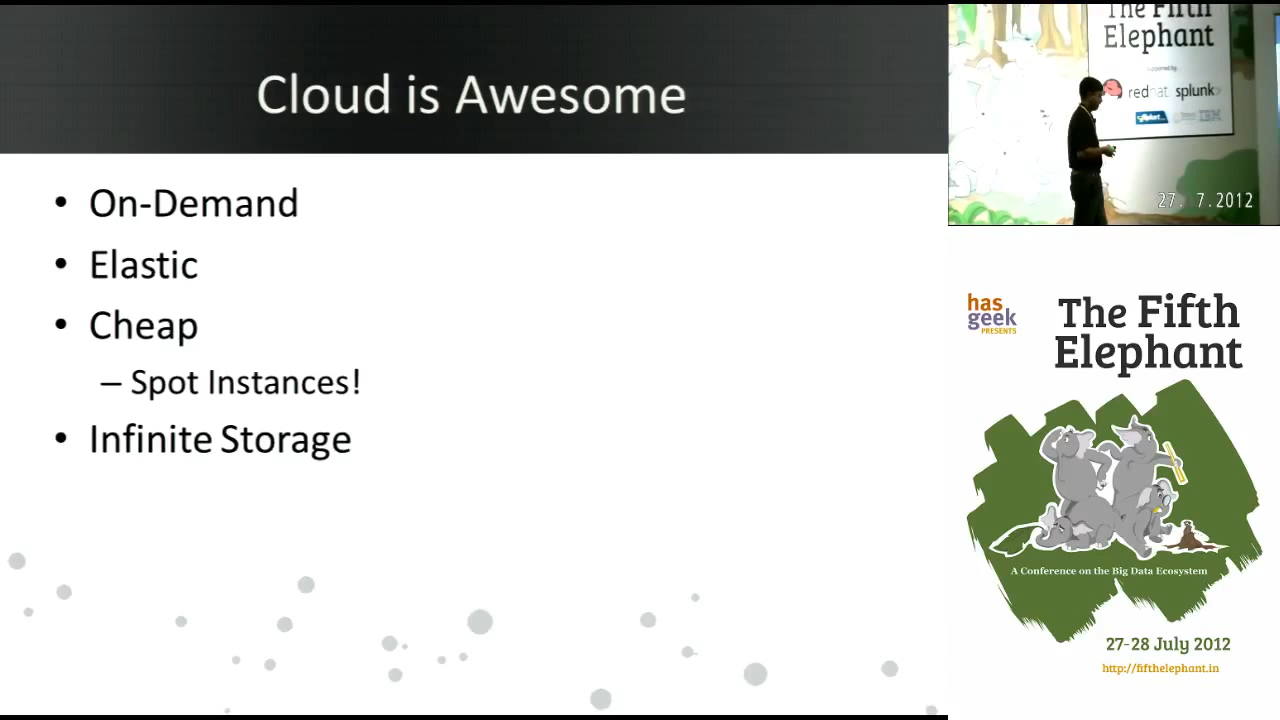 Cloud is Awesome
• On-Demand
• Elastic
• Cheap
– Spot Instances!
• Infinite Storage
The Fifth
Elephant
redhat. splunk>
27. 7.2012
has
geek
PRESENTS
The Fifth
Elephant
A Conference on the Big Data Ecosystem
27-28 July 2012
http://fifthelephant.in